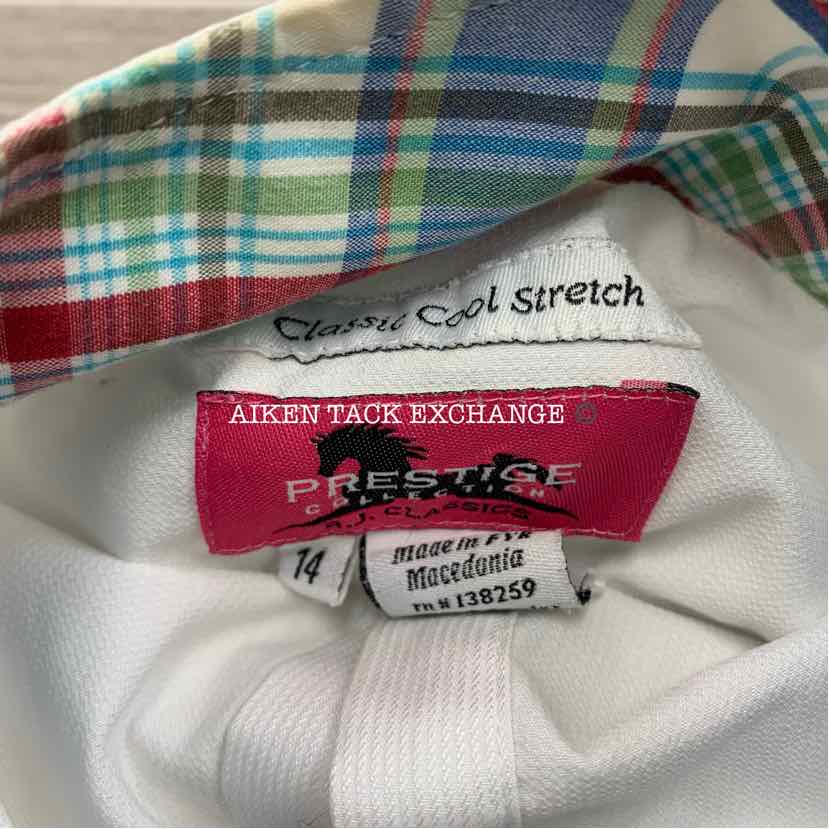 Classic Cool Stretch
AIKEN TACK EXCHANGE ©
PRESTIGE
COLLECTION
R.J. CLASSICS
14
Made in FYR
Macedonia
rn # 138259